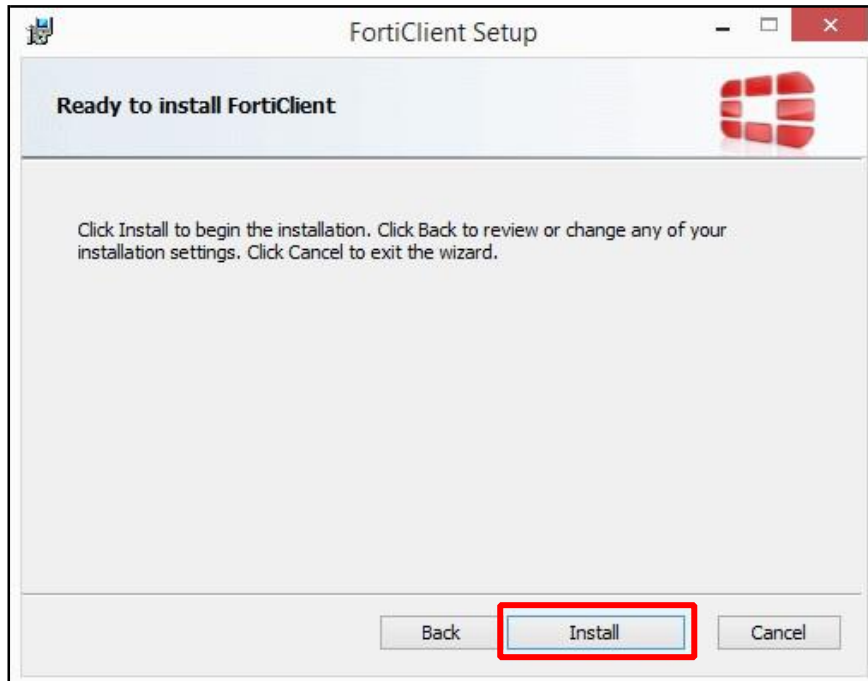 FortiClient Setup
Ready to install FortiClient
Click Install to begin the installation. Click Back to review or change any of your
installation settings. Click Cancel to exit the wizard.
Back Install Cancel